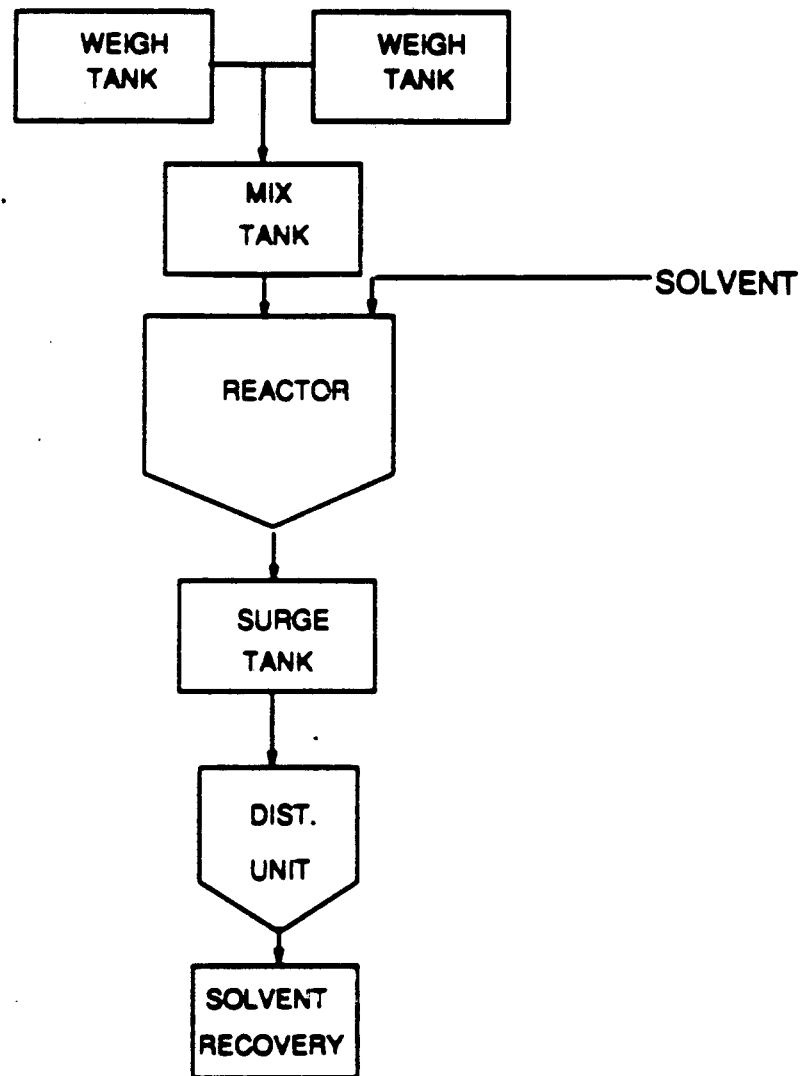 WEIGH
TANK
WEIGH
TANK
MIX
TANK
SOLVENT
REACTOR
SURGE
TANK
DIST.
UNIT
SOLVENT
RECOVERY